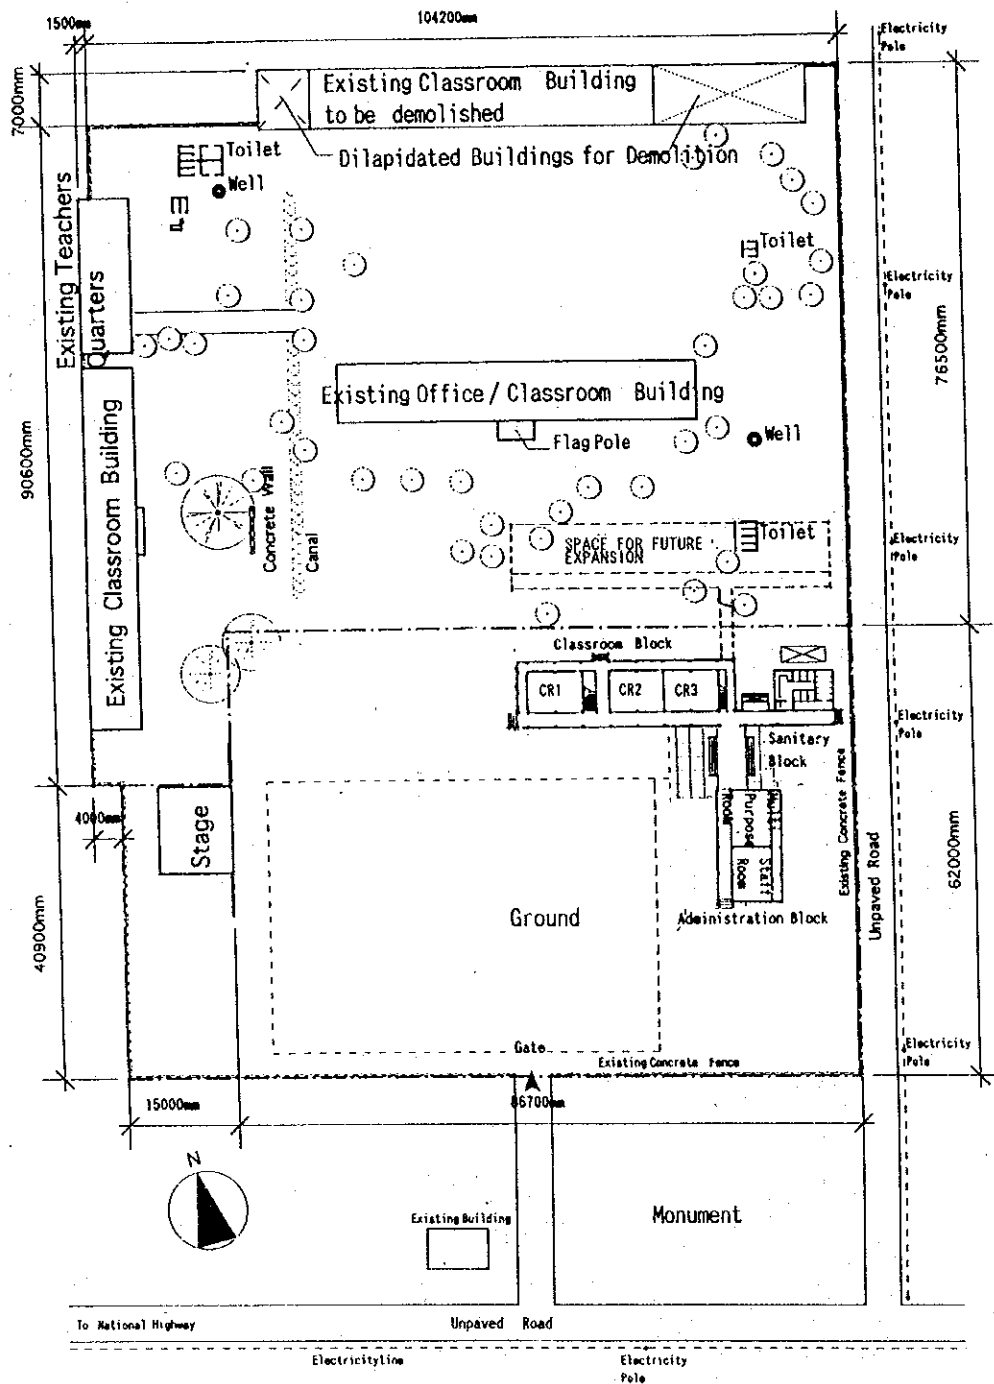 1500mm
104200mm
Electricity
Pole
7000mm
Existing Classroom Building
to be demolished
Dilapidated Buildings for Demolition
Toilet
Well
Existing Teachers
Quarters
Toilet
Electricity
Pole
76500mm
Existing Office / Classroom Building
Flag Pole
Well
90600mm
Existing Classroom Building
Concrete Wall
Canal
SPACE FOR FUTURE
EXPANSION
Toilet
Electricity
Pole
Classroom Block
CR1
CR2
CR3
Electricity
Pole
Sanitary
Block
4000mm
Stage
Multi
Purpose
Room
Staff
Room
Existing Concrete Fence
Unpaved Road
62000mm
40900mm
Ground
Administration Block
Gate
Existing Concrete Fence
Electricity
Pole
15000mm
86700mm
N
Existing Building
Monument
To National Highway
Unpaved Road
Electricityline
Electricity
Pole